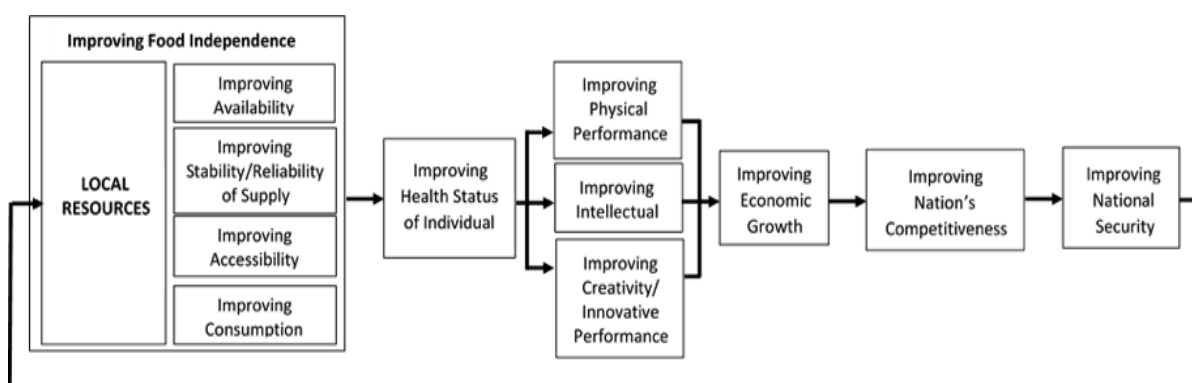 Improving Food Independence
LOCAL
RESOURCES
Improving
Availability
Improving
Stability/Reliability
of Supply
Improving
Accessibility
Improving
Consumption
Improving
Health Status
of Individual
Improving
Physical
Performance
Improving
Intellectual
Improving
Creativity/
Innovative
Performance
Improving
Economic
Growth
Improving
Nation's
Competitiveness
Improving
National
Security